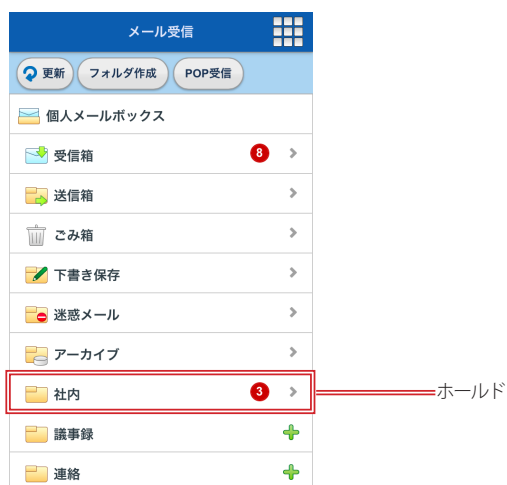 メール受信
更新 フォルダ作成 POP受信
個人メールボックス
受信箱 8
送信箱
ごみ箱
下書き保存
迷惑メール
アーカイブ
社内 3 ホールド
議事録
連絡